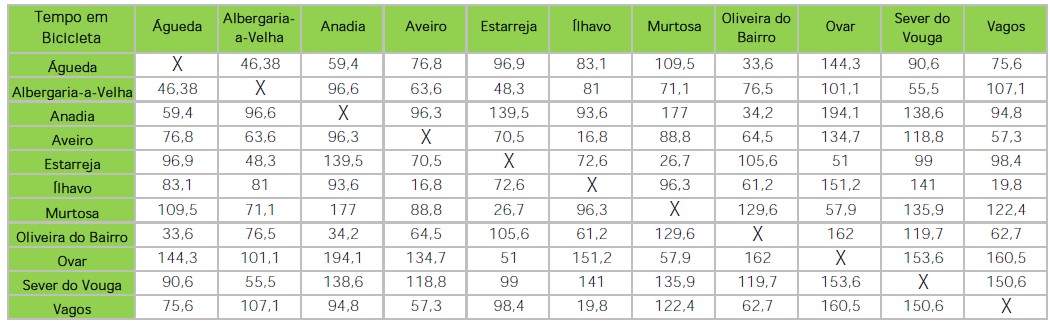 Tempo em Bicicleta Águeda Albergaria-a-Velha Anadia Aveiro Estarreja Ílhavo Murtosa Oliveira do Bairro Ovar Sever do Vouga Vagos
Águeda X 46,38 59,4 76,8 96,9 83,1 109,5 33,6 144,3 90,6 75,6
Albergaria-a-Velha 46,38 X 96,6 63,6 48,3 81 71,1 76,5 101,1 55,5 107,1
Anadia 59,4 96,6 X 96,3 139,5 93,6 177 34,2 194,1 138,6 94,8
Aveiro 76,8 63,6 96,3 X 70,5 16,8 88,8 64,5 134,7 118,8 57,3
Estarreja 96,9 48,3 139,5 70,5 X 72,6 26,7 105,6 51 99 98,4
Ílhavo 83,1 81 93,6 16,8 72,6 X 96,3 61,2 151,2 141 19,8
Murtosa 109,5 71,1 177 88,8 26,7 96,3 X 129,6 57,9 135,9 122,4
Oliveira do Bairro 33,6 76,5 34,2 64,5 105,6 61,2 129,6 X 162 119,7 62,7
Ovar 144,3 101,1 194,1 134,7 51 151,2 57,9 162 X 153,6 160,5
Sever do Vouga 90,6 55,5 138,6 118,8 99 141 135,9 119,7 153,6 X 150,6
Vagos 75,6 107,1 94,8 57,3 98,4 19,8 122,4 62,7 160,5 150,6 X